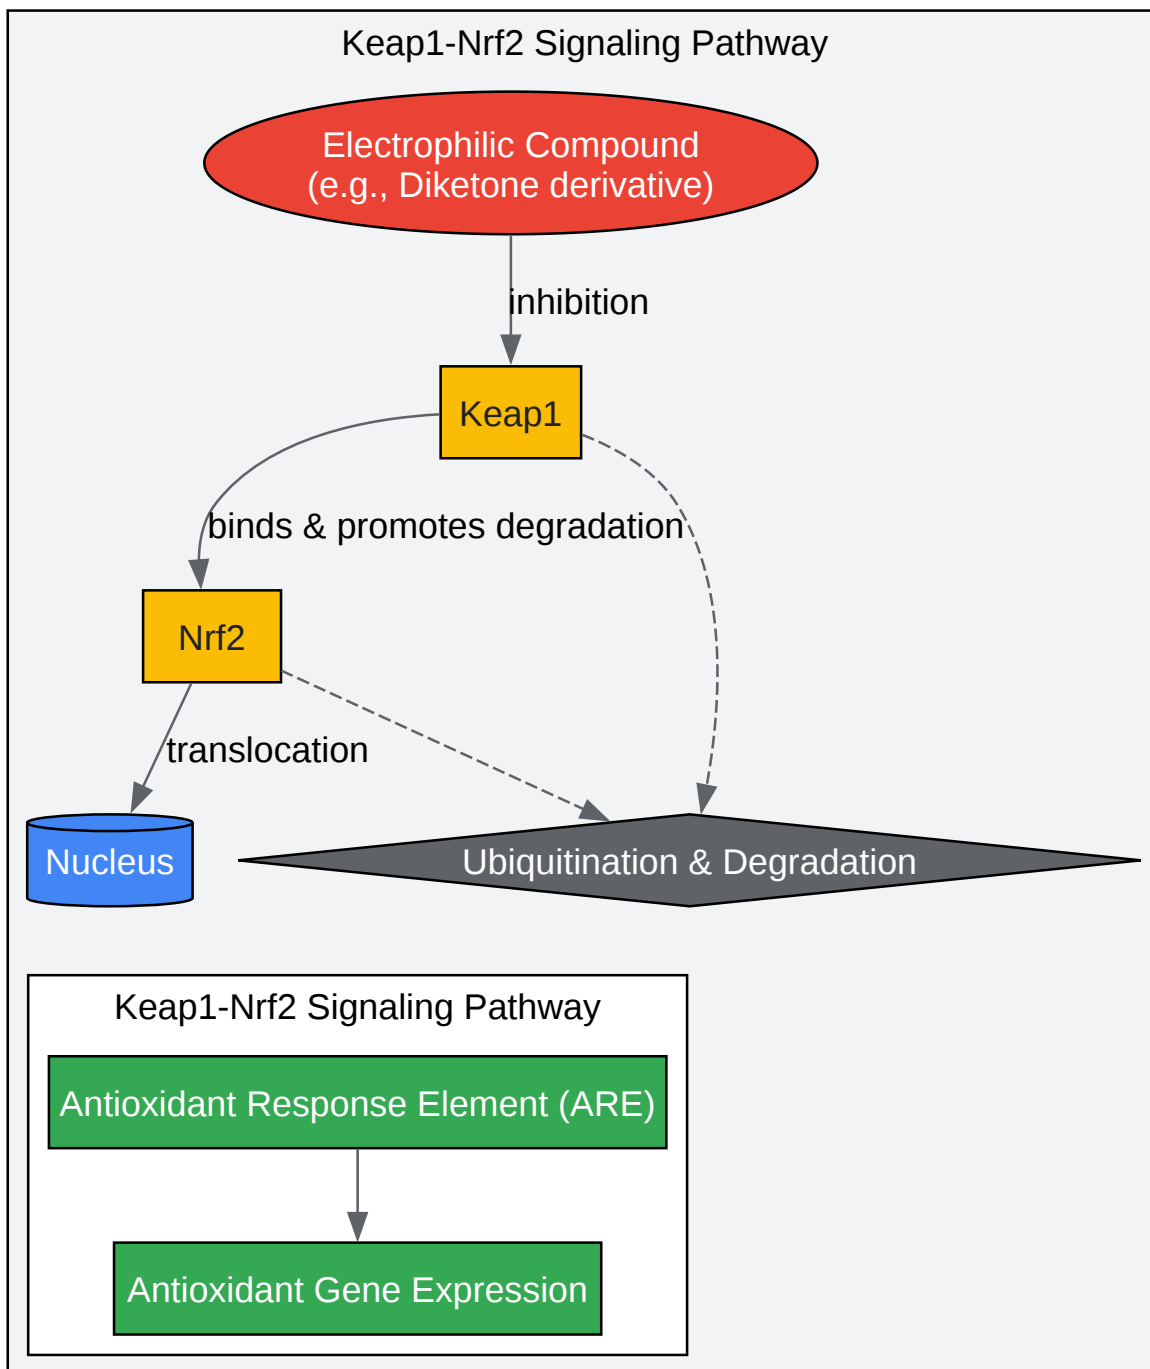 Keap1-Nrf2 Signaling Pathway
Electrophilic Compound
(e.g., Diketone derivative)
inhibition
Keap1
binds & promotes degradation
Nrf2
translocation
Nucleus
Ubiquitination & Degradation
Keap1-Nrf2 Signaling Pathway
Antioxidant Response Element (ARE)
Antioxidant Gene Expression